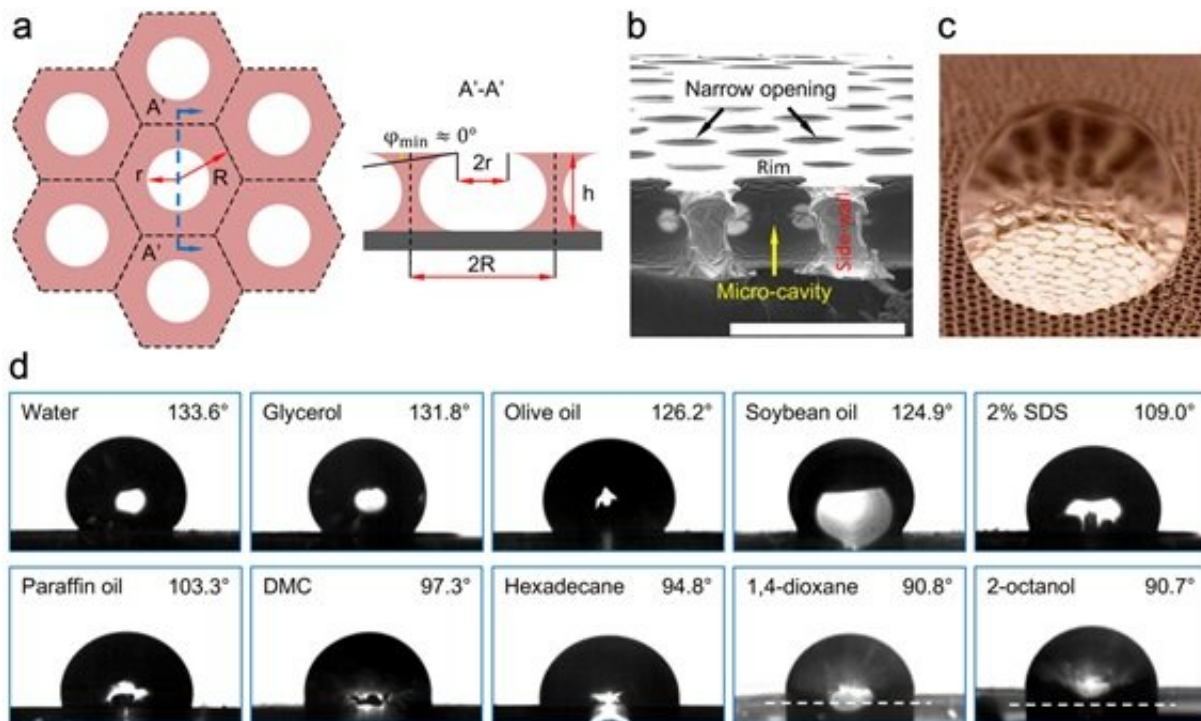 a
A'
r
R
A'
A'-A'
φmin ≈ 0°
2r
h
2R
b
Narrow opening
Rim
Side-wall
Micro-cavity
c
d
Water 133.6°
Glycerol 131.8°
Olive oil 126.2°
Soybean oil 124.9°
2% SDS 109.0°
Paraffin oil 103.3°
DMC 97.3°
Hexadecane 94.8°
1,4-dioxane 90.8°
2-octanol 90.7°